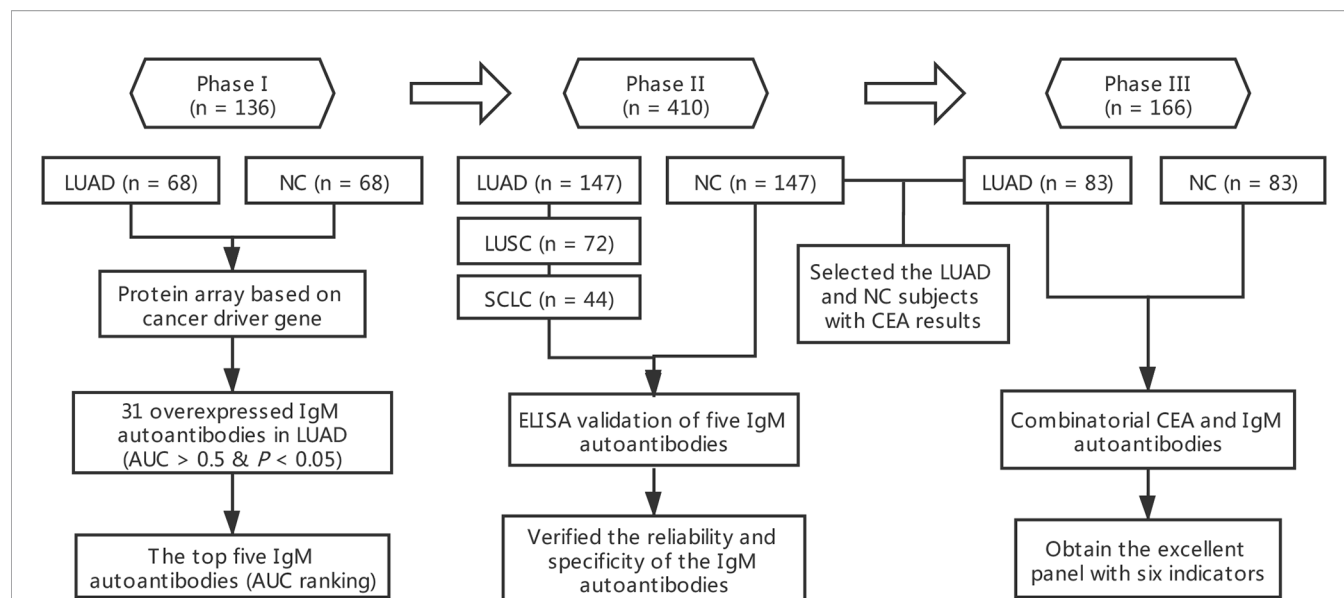 Phase I
(n = 136)
Phase II
(n = 410)
Phase III
(n = 166)
LUAD (n = 68)
NC (n = 68)
LUAD (n = 147)
NC (n = 147)
LUAD (n = 83)
NC (n = 83)
LUSC (n = 72)
SCLC (n = 44)
Selected the LUAD
and NC subjects
with CEA results
Protein array based on
cancer driver gene
31 overexpressed IgM
autoantibodies in LUAD
(AUC > 0.5 & P < 0.05)
ELISA validation of five IgM
autoantibodies
Combinatorial CEA and IgM
autoantibodies
The top five IgM
autoantibodies (AUC ranking)
Verified the reliability and
specificity of the IgM
autoantibodies
Obtain the excellent
panel with six indicators